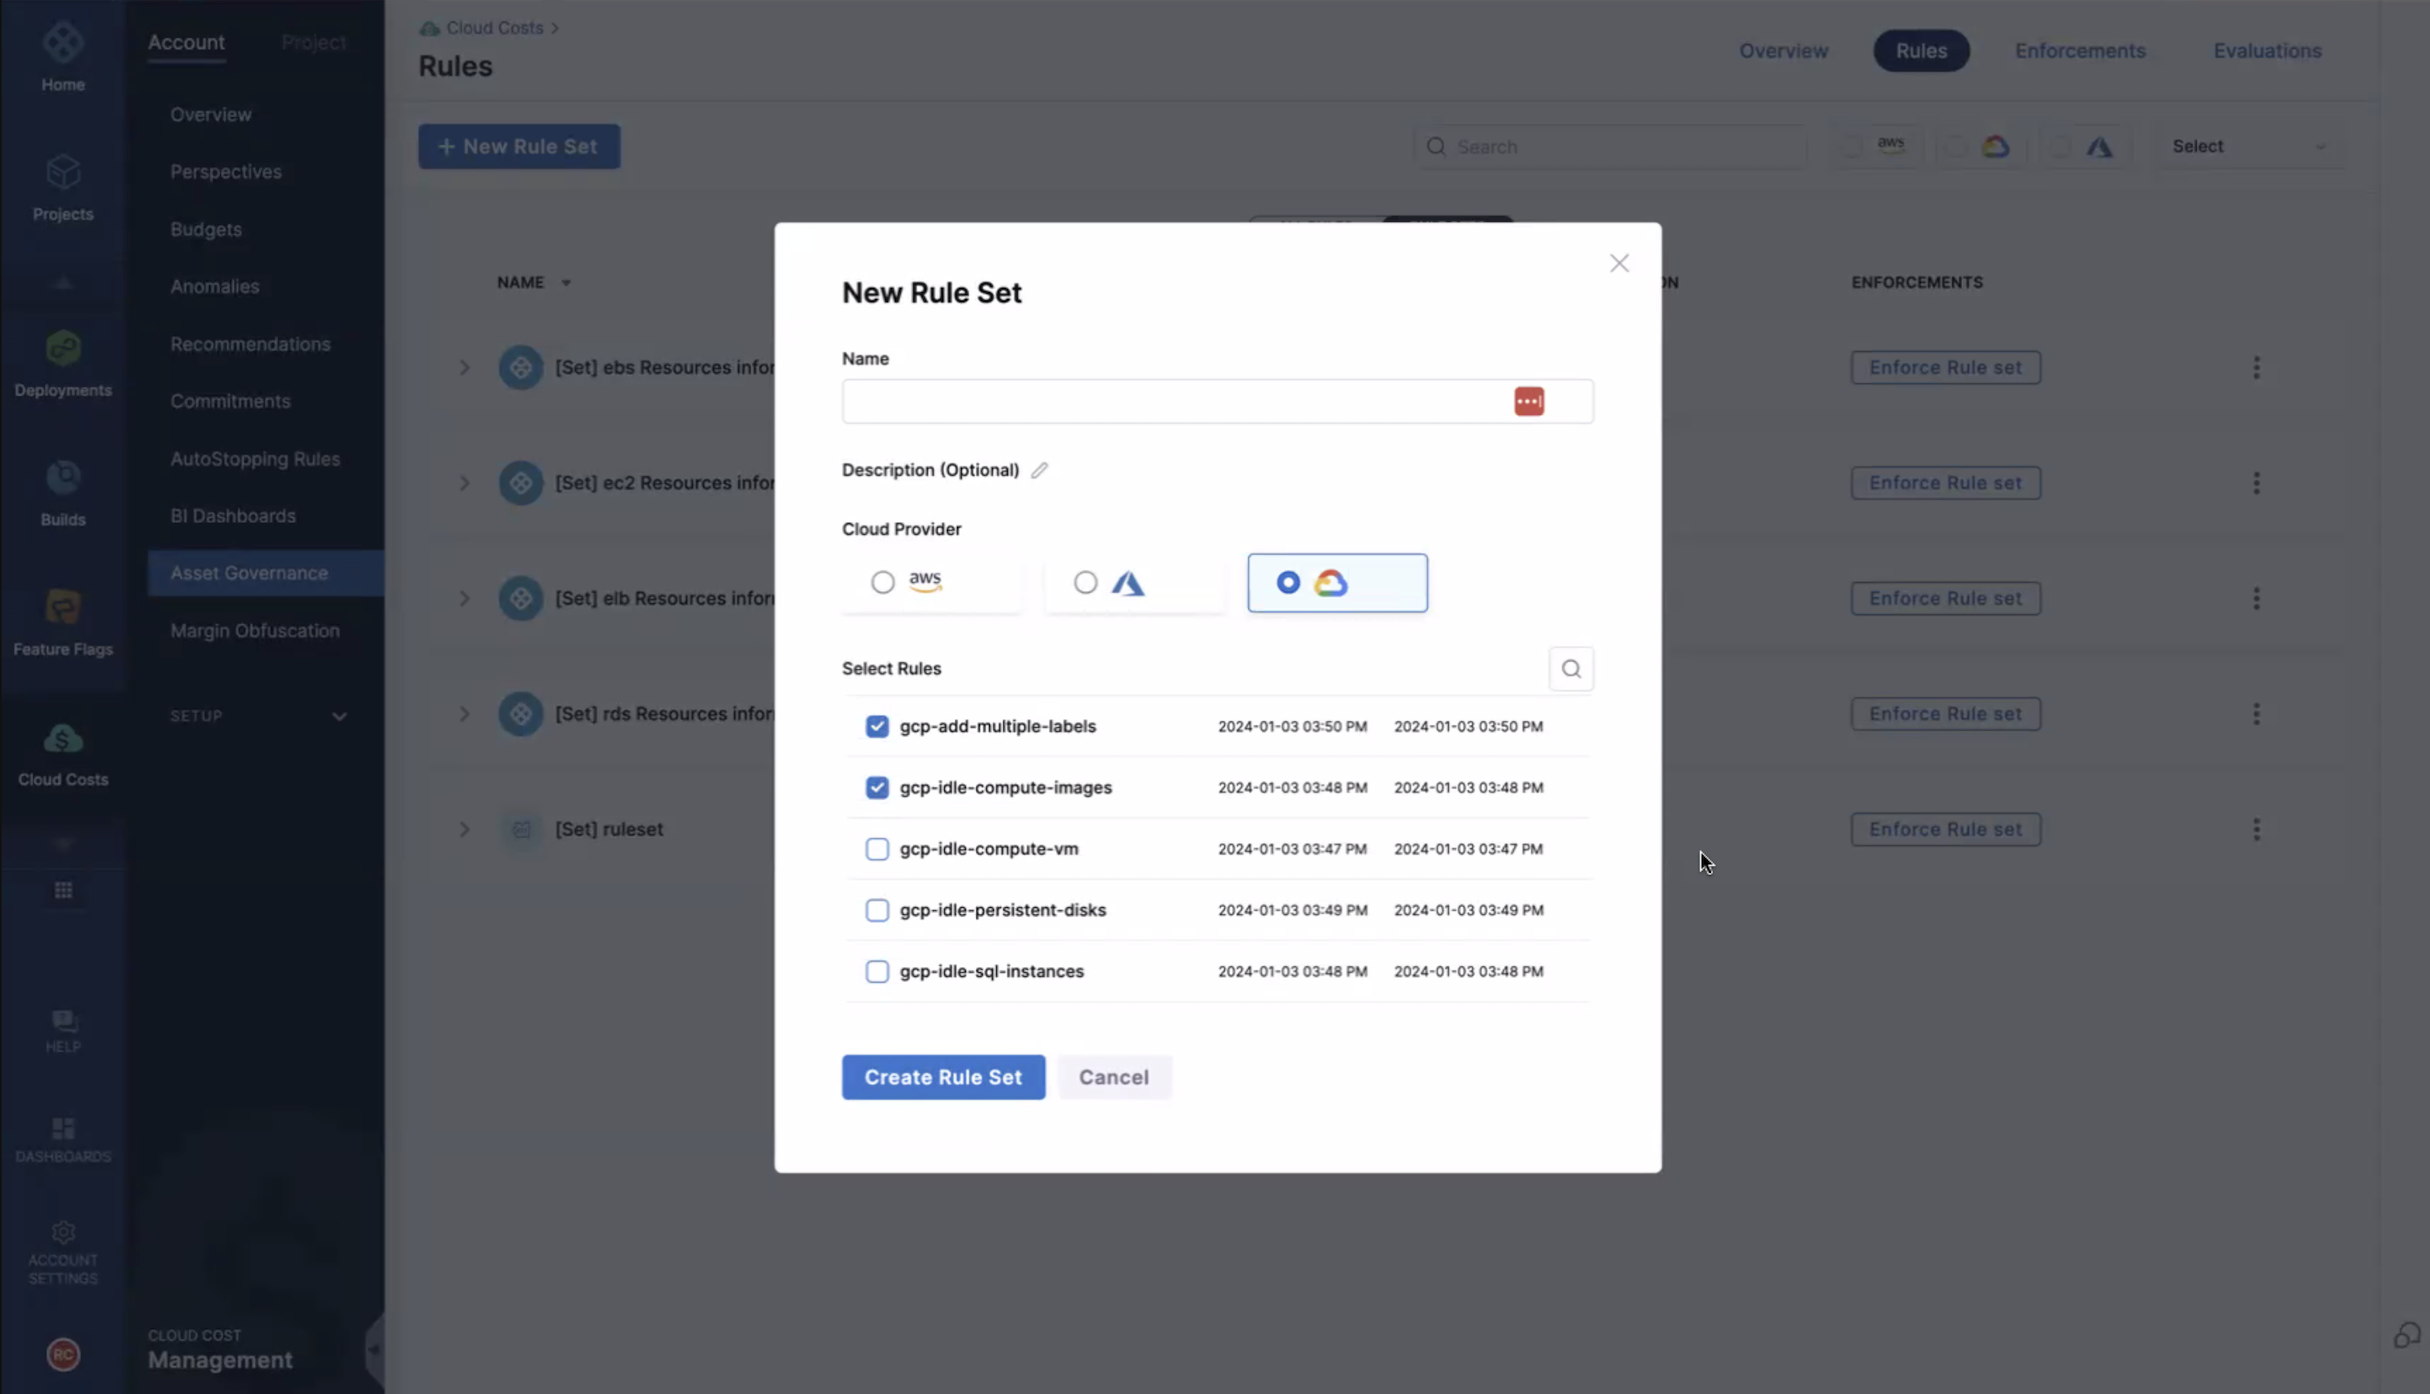 Home
Projects
Deployments
Builds
Feature Flags
Cloud Costs
HELP
DASHBOARDS
ACCOUNT
SETTINGS
RC
Account
Project
Overview
Perspectives
Budgets
Anomalies
Recommendations
Commitments
AutoStopping Rules
BI Dashboards
Asset Governance
Margin Obfuscation
SETUP
CLOUD COST
Management
Cloud Costs >
Rules
Overview
Rules
Enforcements
Evaluations
+ New Rule Set
Search
aws
Select
NAME
ON
ENFORCEMENTS
[Set] ebs Resources infor
Enforce Rule set
[Set] ec2 Resources infor
Enforce Rule set
[Set] elb Resources infor
Enforce Rule set
[Set] rds Resources infor
Enforce Rule set
[Set] ruleset
Enforce Rule set
New Rule Set
Name
Description (Optional)
Cloud Provider
aws
Select Rules
gcp-add-multiple-labels 2024-01-03 03:50 PM 2024-01-03 03:50 PM
gcp-idle-compute-images 2024-01-03 03:48 PM 2024-01-03 03:48 PM
gcp-idle-compute-vm 2024-01-03 03:47 PM 2024-01-03 03:47 PM
gcp-idle-persistent-disks 2024-01-03 03:49 PM 2024-01-03 03:49 PM
gcp-idle-sql-instances 2024-01-03 03:48 PM 2024-01-03 03:48 PM
Create Rule Set
Cancel